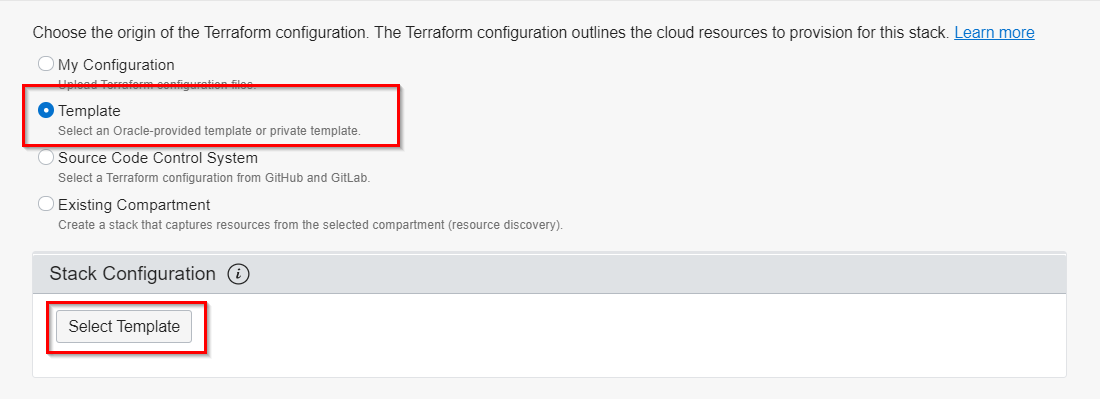 Choose the origin of the Terraform configuration. The Terraform configuration outlines the cloud resources to provision for this stack. Learn more
My Configuration
Upload Terraform configuration files.
Template
Select an Oracle-provided template or private template.
Source Code Control System
Select a Terraform configuration from GitHub and GitLab.
Existing Compartment
Create a stack that captures resources from the selected compartment (resource discovery).
Stack Configuration i
Select Template